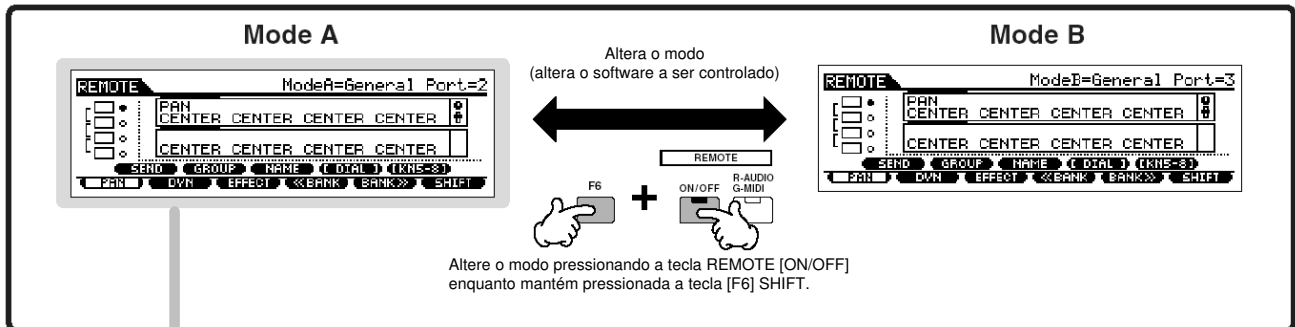 Mode A
Mode B
Altera o modo
(altera o software a ser controlado)
REMOTE ModeA=General Port=2
PAN
CENTER CENTER CENTER CENTER
CENTER CENTER CENTER CENTER
SEND GROUP NAME [ DIAL ] [KN5-8]
PAN DYN EFFECT <<BANK BANK>> SHIFT
REMOTE ModeB=General Port=3
PAN
CENTER CENTER CENTER CENTER
CENTER CENTER CENTER CENTER
SEND GROUP NAME [ DIAL ] [KN5-8]
PAN DYN EFFECT <<BANK BANK>> SHIFT
REMOTE
F6
+
ON/OFF
R-AUDIO
G-MIDI
Altere o modo pressionando a tecla REMOTE [ON/OFF]
enquanto mantém pressionada a tecla [F6] SHIFT.